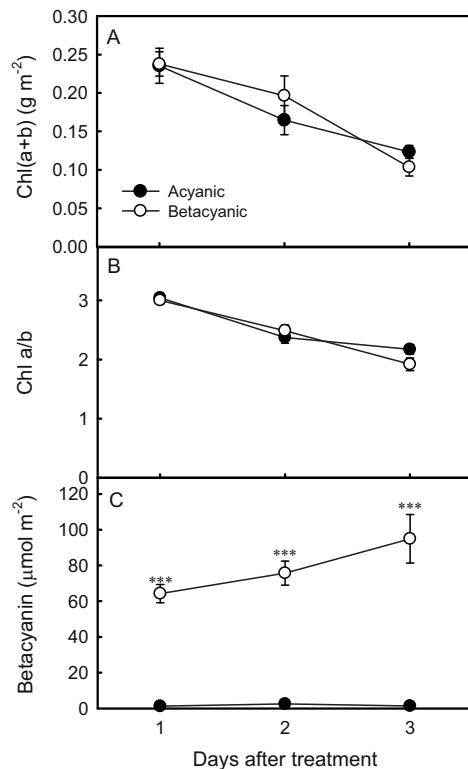 0.30
A
0.25
0.20
0.15
0.10
0.05
0.00
Chl(a+b) (g m⁻²)
Acyanic
Betacyanic
B
3
2
1
0
Chl a/b
C
120
100
80
60
40
20
0
Betacyanin (μmol m⁻²)
***
***
***
1 2 3
Days after treatment